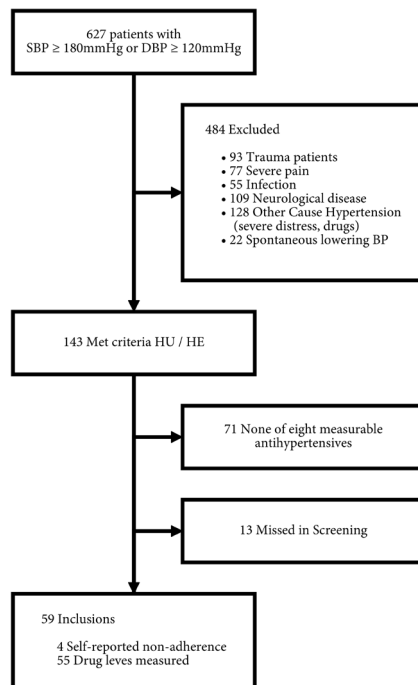 627 patients with
SBP ≥ 180mmHg or DBP ≥ 120mmHg
484 Excluded
• 93 Trauma patients
• 77 Severe pain
• 55 Infection
• 109 Neurological disease
• 128 Other Cause Hypertension
(severe distress, drugs)
• 22 Spontaneous lowering BP
143 Met criteria HU / HE
71 None of eight measurable
antihypertensives
13 Missed in Screening
59 Inclusions
4 Self-reported non-adherence
55 Drug leves measured